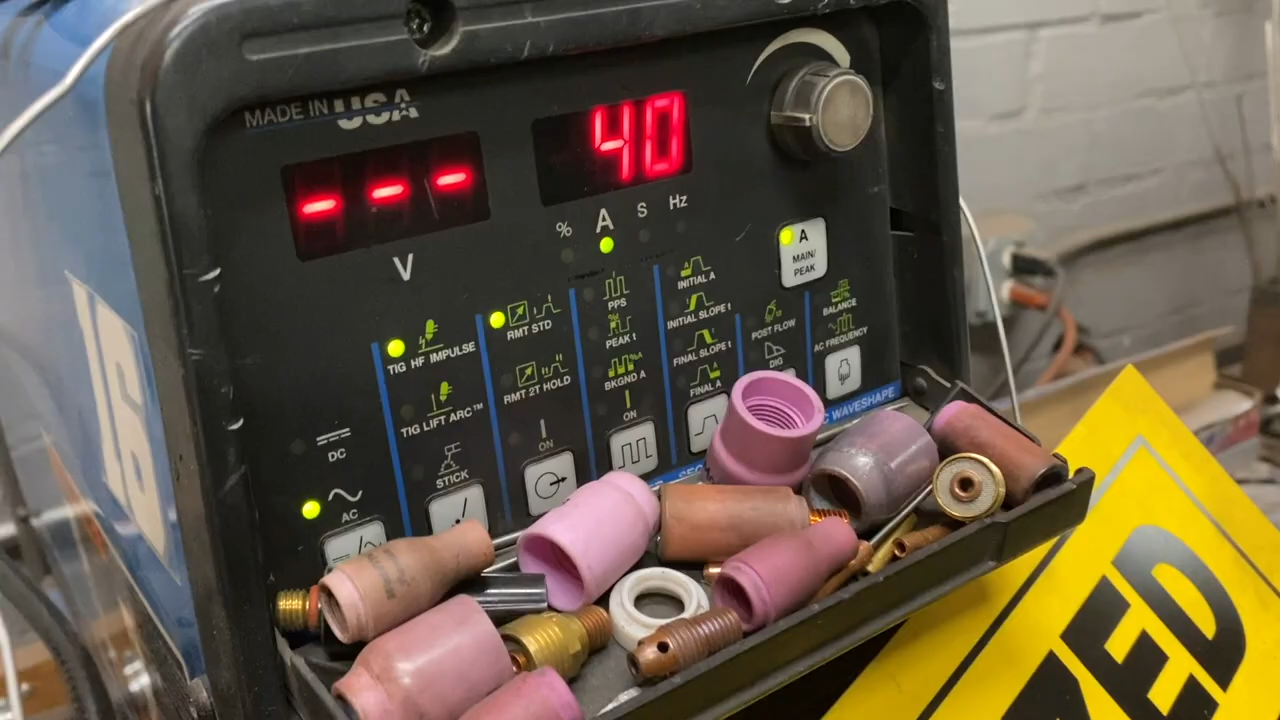 MADE IN USA
- - -
40
V
% A S Hz
A
MAIN/
PEAK
TIG HF IMPULSE
TIG LIFT ARC™
STICK
DC
AC
RMT STD
RMT 2T HOLD
ON
PPS
PEAK t
BKGND A
ON
INITIAL A
INITIAL SLOPE t
FINAL SLOPE t
FINAL A
POST FLOW
DIG
BALANCE
AC FREQUENCY
WAVESHAPE